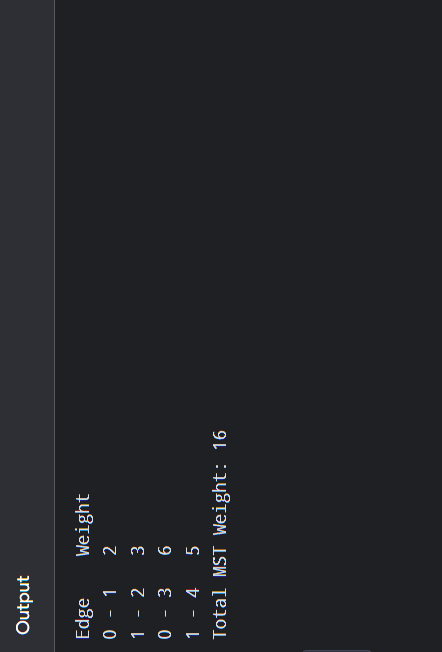 Output
Edge    Weight
0 - 1   2
1 - 2   3
0 - 3   6
1 - 4   5
Total MST Weight: 16